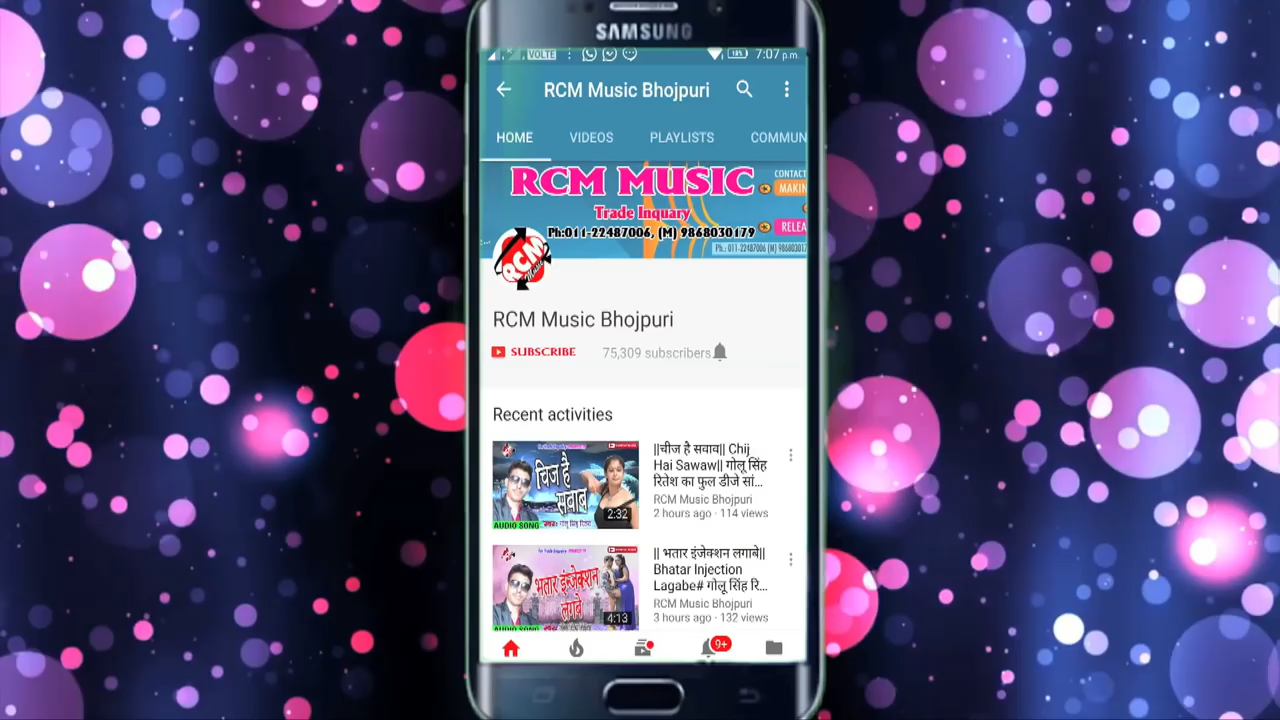 SAMSUNG
VOLTE 18% 7:07 p.m.
RCM Music Bhojpuri
HOME VIDEOS PLAYLISTS COMMUN
RCM MUSIC
CONTACT
MAKIN
Trade Inquary
Ph:011-22487006, (M) 9868030179
RELEA
Ph.: 011-22487006 (M) 98680301
RCM
Music
RCM Music Bhojpuri
SUBSCRIBE 75,309 subscribers
Recent activities
चिज है
सवाब
2:32
AUDIO SONG
||चीज है सवाव|| Chij
Hai Sawaw|| गोलू सिंह
रितेश का फुल डीजे सां...
RCM Music Bhojpuri
2 hours ago · 114 views
भतार इंजेक्शन
लगाबे
4:13
AUDIO SONG
|| भतार इंजेक्शन लगाबे||
Bhatar Injection
Lagabe# गोलू सिंह रि...
RCM Music Bhojpuri
3 hours ago · 132 views
9+